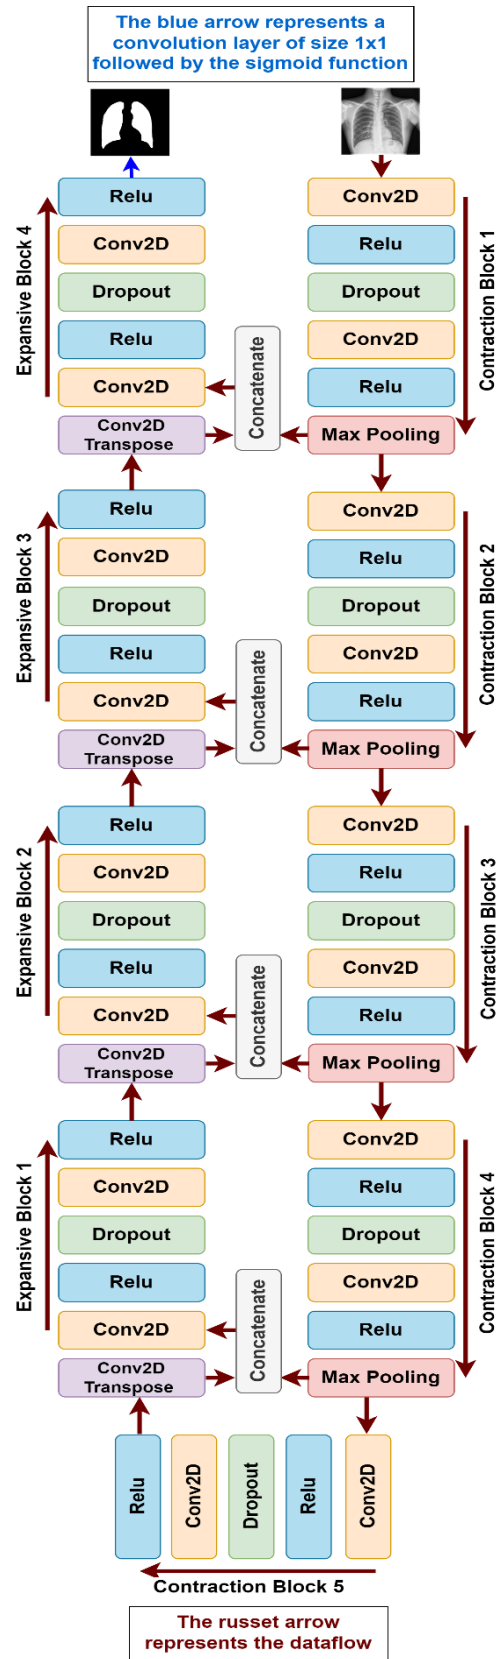 The blue arrow represents a
convolution layer of size 1x1
followed by the sigmoid function
Expansive Block 4
Relu
Conv2D
Dropout
Relu
Conv2D
Conv2D
Transpose
Concatenate
Conv2D
Relu
Dropout
Conv2D
Relu
Max Pooling
Contraction Block 1
Expansive Block 3
Relu
Conv2D
Dropout
Relu
Conv2D
Conv2D
Transpose
Concatenate
Conv2D
Relu
Dropout
Conv2D
Relu
Max Pooling
Contraction Block 2
Expansive Block 2
Relu
Conv2D
Dropout
Relu
Conv2D
Conv2D
Transpose
Concatenate
Conv2D
Relu
Dropout
Conv2D
Relu
Max Pooling
Contraction Block 3
Expansive Block 1
Relu
Conv2D
Dropout
Relu
Conv2D
Conv2D
Transpose
Concatenate
Conv2D
Relu
Dropout
Conv2D
Relu
Max Pooling
Contraction Block 4
Relu
Conv2D
Dropout
Relu
Conv2D
Contraction Block 5
The russet arrow
represents the dataflow